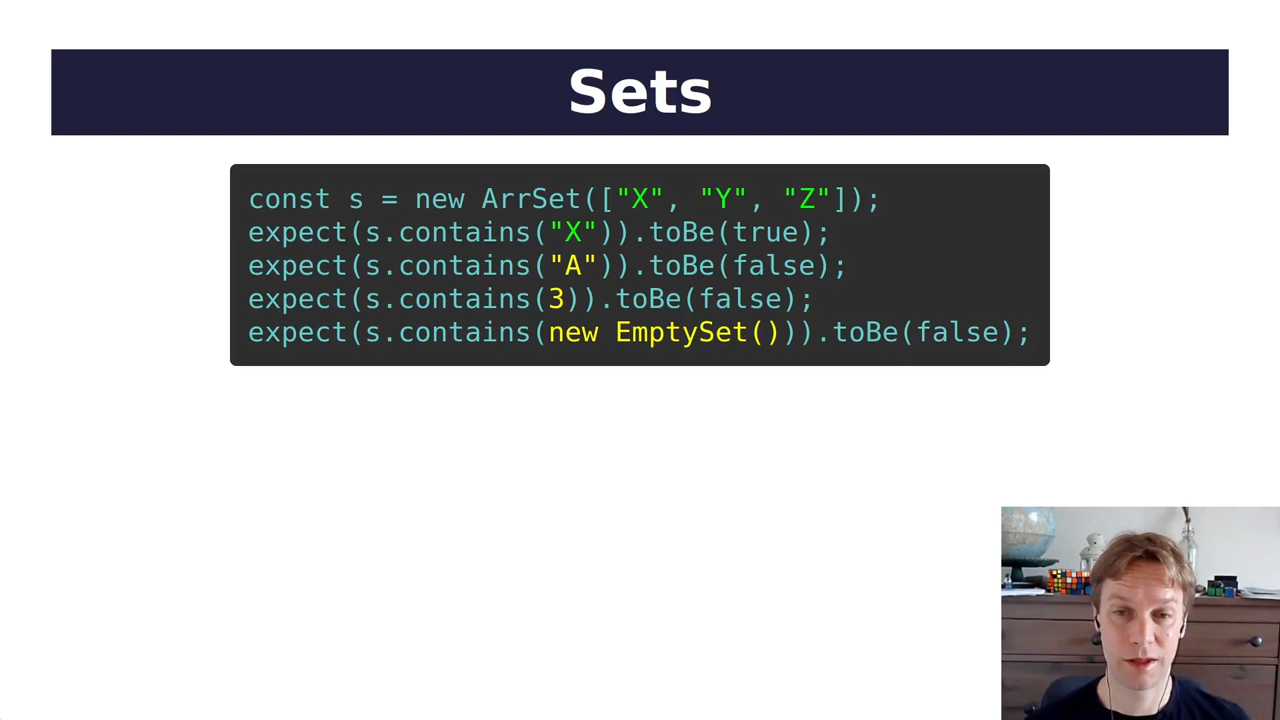 Sets
const s = new ArrSet(["X", "Y", "Z"]);
expect(s.contains("X")).toBe(true);
expect(s.contains("A")).toBe(false);
expect(s.contains(3)).toBe(false);
expect(s.contains(new EmptySet())).toBe(false);